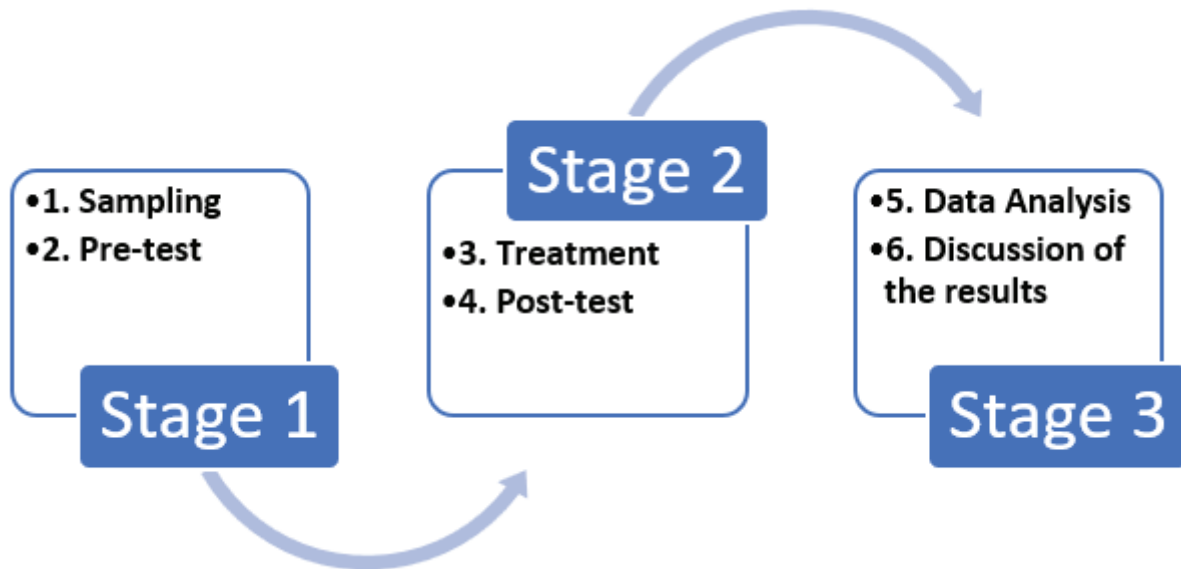 •1. Sampling
•2. Pre-test
Stage 1
Stage 2
•3. Treatment
•4. Post-test
•5. Data Analysis
•6. Discussion of
the results
Stage 3